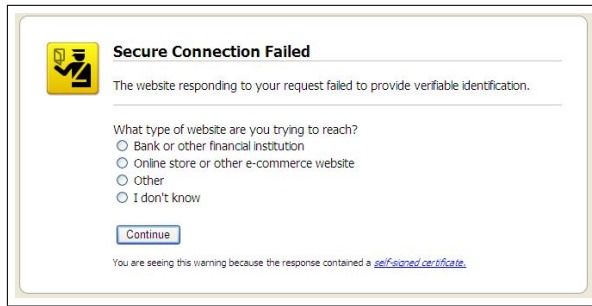 Secure Connection Failed
The website responding to your request failed to provide verifiable identification.
What type of website are you trying to reach?
Bank or other financial institution
Online store or other e-commerce website
Other
I don't know
Continue
You are seeing this warning because the response contained a self-signed certificate.